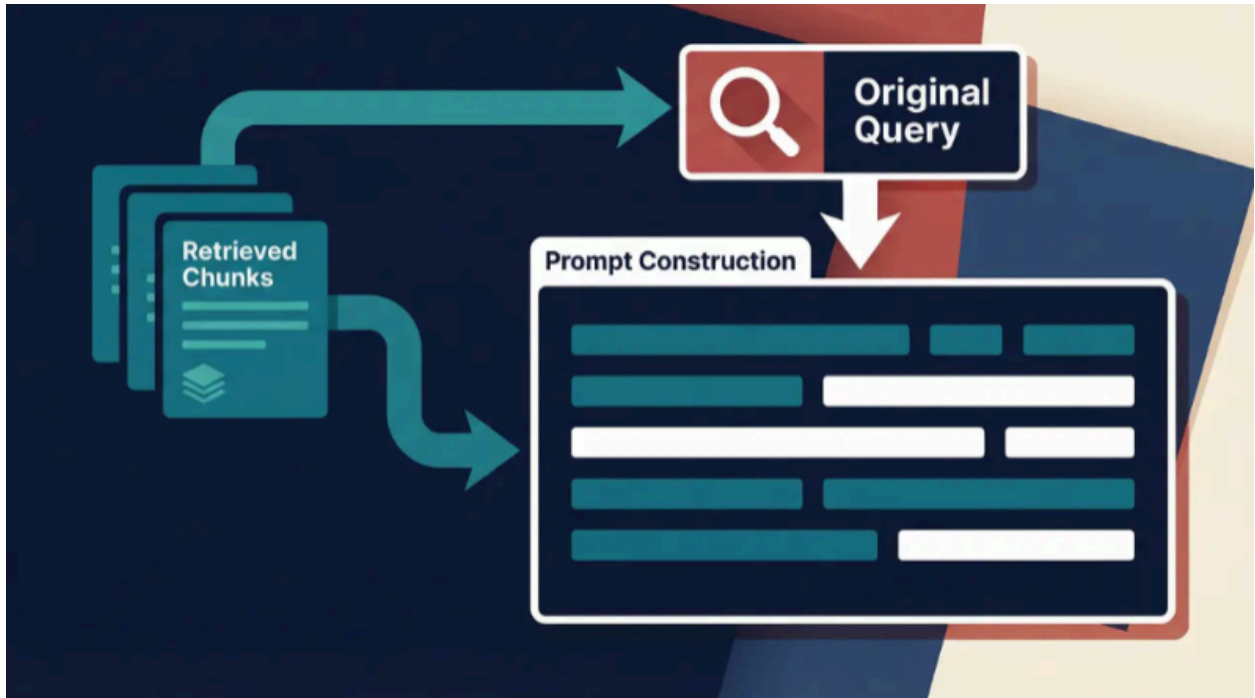 Original
Query
Retrieved
Chunks
Prompt Construction